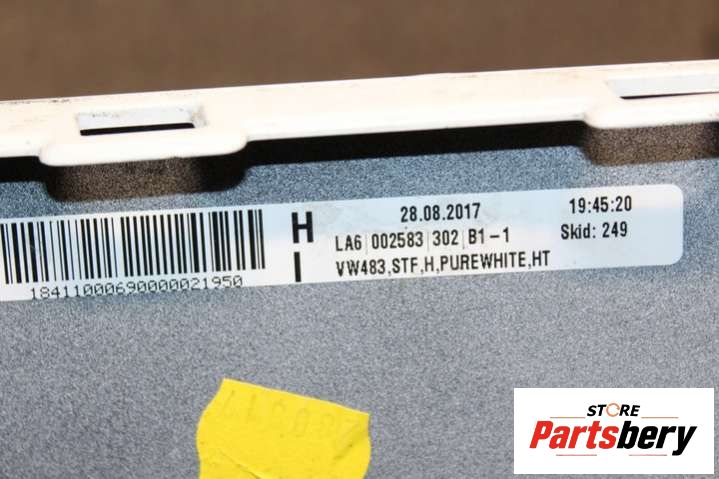 H 28.08.2017 19:45:20
LA6 002583 302 B1-1 Skid: 249
I VW483,STF,H,PUREWHITE,HT
184110006900000021950
STORE
Partsbery